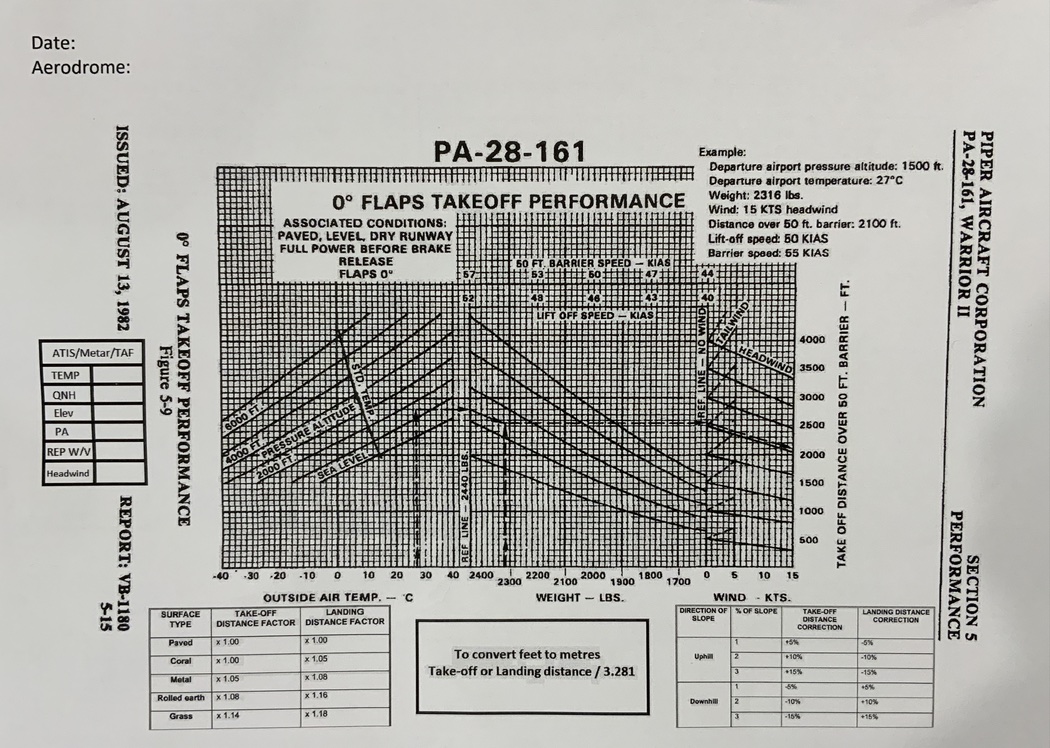 Date:
Aerodrome:
PA-28-161
0° FLAPS TAKEOFF PERFORMANCE
ASSOCIATED CONDITIONS:
PAVED, LEVEL, DRY RUNWAY
FULL POWER BEFORE BRAKE
RELEASE
FLAPS 0°
Example:
Departure airport pressure altitude: 1500 ft.
Departure airport temperature: 27°C
Weight: 2316 lbs.
Wind: 15 KTS headwind
Distance over 50 ft. barrier: 2100 ft.
Lift-off speed: 50 KIAS
Barrier speed: 55 KIAS
50 FT. BARRIER SPEED — KIAS
57 53 50 47 44
52 48 46 43 40
LIFT OFF SPEED — KIAS
STD. TEMP.
6000 FT.
4000 FT.
PRESSURE ALTITUDE
2000 FT.
SEA LEVEL
REF LINE — 2440 LBS.
REF. LINE — NO WIND
TAILWIND
HEADWIND
4000
3500
3000
2500
2000
1500
1000
500
TAKE OFF DISTANCE OVER 50 FT. BARRIER — FT.
-40 -30 -20 -10 0 10 20 30 40
2400 2300 2200 2100 2000 1900 1800 1700
0 5 10 15
OUTSIDE AIR TEMP. — °C
WEIGHT — LBS.
WIND - KTS.
ISSUED: AUGUST 13, 1982
0° FLAPS TAKEOFF PERFORMANCE
Figure 5-9
REPORT: VB-1180
5-15
PIPER AIRCRAFT CORPORATION
PA-28-161, WARRIOR II
SECTION 5
PERFORMANCE
ATIS/Metar/TAF
TEMP
QNH
Elev
PA
REP W/V
Headwind
SURFACE TYPE TAKE-OFF DISTANCE FACTOR LANDING DISTANCE FACTOR
Paved x 1.00 x 1.00
Coral x 1.00 x 1.05
Metal x 1.05 x 1.08
Rolled earth x 1.08 x 1.16
Grass x 1.14 x 1.18
To convert feet to metres
Take-off or Landing distance / 3.281
DIRECTION OF SLOPE % OF SLOPE TAKE-OFF DISTANCE CORRECTION LANDING DISTANCE CORRECTION
Uphill
1 +5% -5%
2 +10% -10%
3 +15% -15%
Downhill
1 -5% +5%
2 -10% +10%
3 -15% +15%